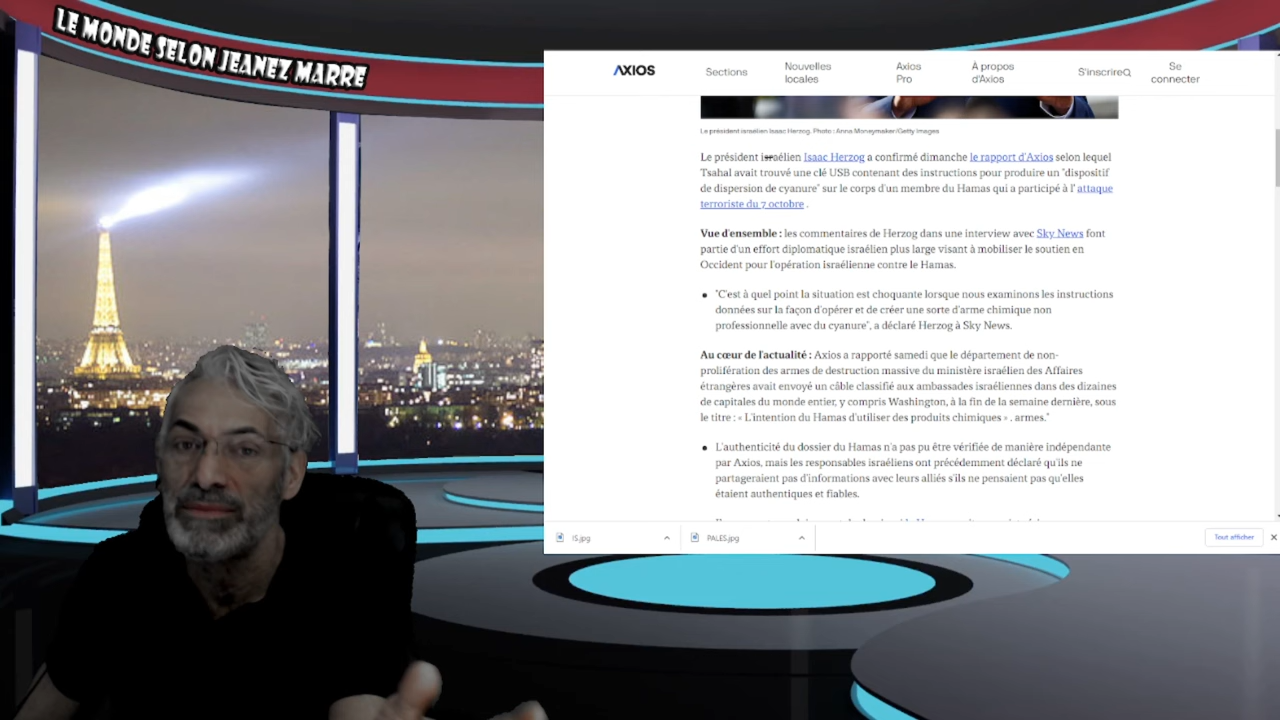 LE MONDE SELON JEANEZ MARRE
AXIOS
Sections
Nouvelles
locales
Axios
Pro
À propos
d'Axios
S'inscrire
Se
connecter
Le président israélien Isaac Herzog. Photo : Anna Moneymaker/Getty Images
Le président israélien Isaac Herzog a confirmé dimanche le rapport d'Axios selon lequel
Tsahal avait trouvé une clé USB contenant des instructions pour produire un "dispositif
de dispersion de cyanure" sur le corps d'un membre du Hamas qui a participé à l' attaque
terroriste du 7 octobre .
Vue d'ensemble : les commentaires de Herzog dans une interview avec Sky News font
partie d'un effort diplomatique israélien plus large visant à mobiliser le soutien en
Occident pour l'opération israélienne contre le Hamas.
• "C'est à quel point la situation est choquante lorsque nous examinons les instructions
données sur la façon d'opérer et de créer une sorte d'arme chimique non
professionnelle avec du cyanure", a déclaré Herzog à Sky News.
Au cœur de l'actualité : Axios a rapporté samedi que le département de non-
prolifération des armes de destruction massive du ministère israélien des Affaires
étrangères avait envoyé un câble classifié aux ambassades israéliennes dans des dizaines
de capitales du monde entier, y compris Washington, à la fin de la semaine dernière, sous
le titre : « L'intention du Hamas d'utiliser des produits chimiques » . armes."
• L'authenticité du dossier du Hamas n'a pas pu être vérifiée de manière indépendante
par Axios, mais les responsables israéliens ont précédemment déclaré qu'ils ne
partageraient pas d'informations avec leurs alliés s'ils ne pensaient pas qu'elles
étaient authentiques et fiables.
IS.jpg
PALES.jpg
Tout afficher